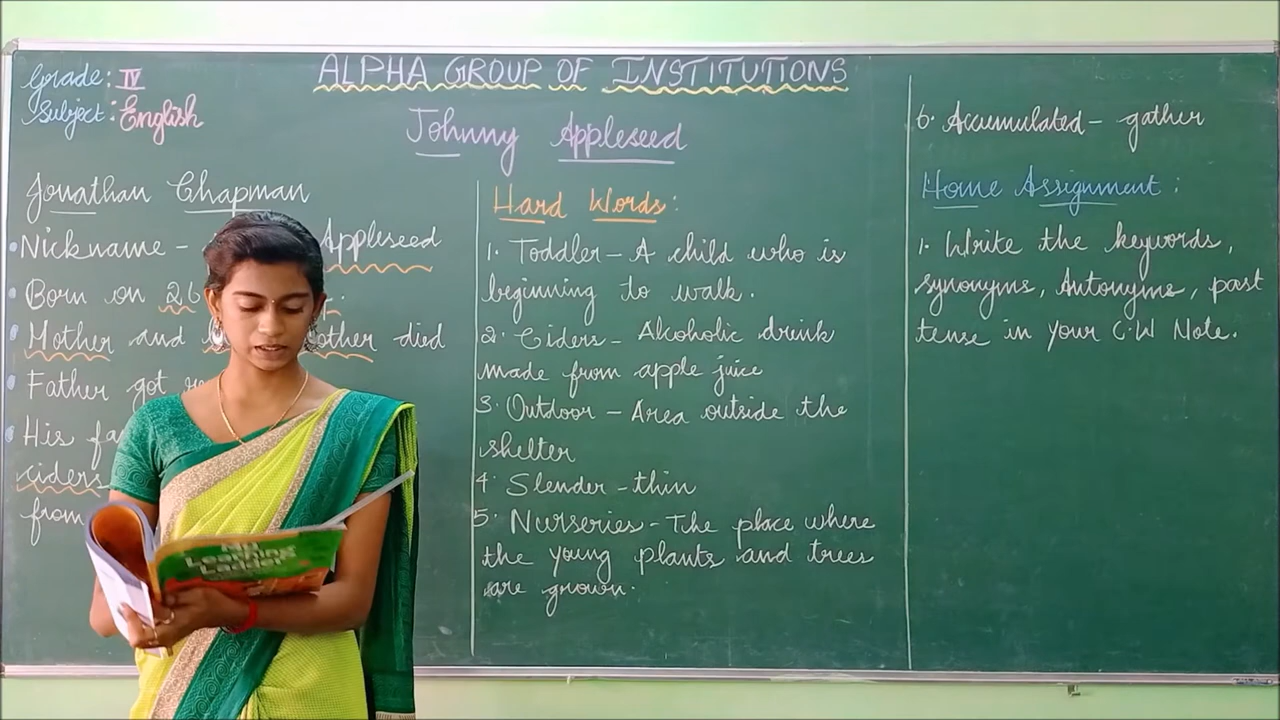 Grade: IV
Subject: English
ALPHA GROUP OF INSTITUTIONS
Johnny Appleseed
Jonathan Chapman
Nickname - Appleseed
Born on 26
Mother and died
Father got
His
ciders
from
Hard Words:
1. Toddler - A child who is
beginning to walk.
2. Ciders - Alcoholic drink
made from apple juice
3. Outdoor - Area outside the
shelter
4. Slender - thin
5. Nurseries - The place where
the young plants and trees
are grown.
6. Accumulated - gather
Home Assignment:
1. Write the keywords,
synonyms, Antonyms, past
tense in your C.W Note.
Learning
Ladder